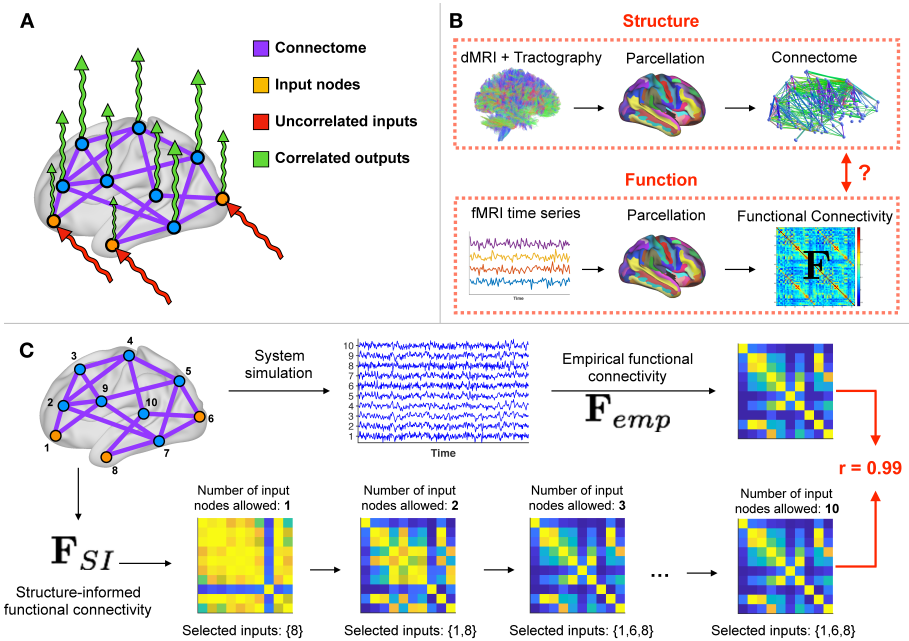 A
Connectome
Input nodes
Uncorrelated inputs
Correlated outputs
B
Structure
dMRI + Tractography
Parcellation
Connectome
?
Function
fMRI time series
Parcellation
Functional Connectivity
Time
F
C
1
2
3
4
5
6
7
8
9
10
System
simulation
10
9
8
7
6
5
4
3
2
1
Time
Empirical functional
connectivity
F emp
r = 0.99
F SI
Structure-informed
functional connectivity
Number of input
nodes allowed: 1
Selected inputs: {8}
Number of input
nodes allowed: 2
Selected inputs: {1,8}
Number of input
nodes allowed: 3
Selected inputs: {1,6,8}
...
Number of input
nodes allowed: 10
Selected inputs: {1,6,8}